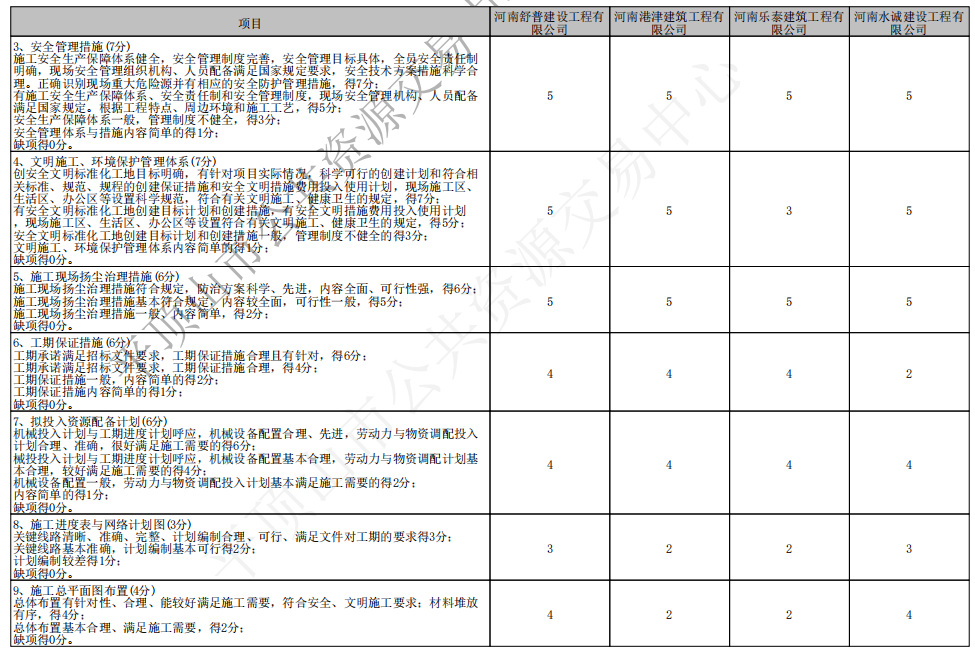 项目
河南舒普建设工程有
限公司
河南港津建筑工程有
限公司
河南乐泰建筑工程有
限公司
河南水诚建设工程有
限公司
3、安全管理措施(7分)
施工安全生产保障体系健全，安全管理制度完善，安全管理目标具体，全员安全责任制
明确，现场安全管理组织机构、人员配备满足国家规定要求，安全技术方案措施科学合
理。正确识别现场重大危险源并有相应的安全防护管理措施，得7分；
有施工安全生产保障体系、安全责任制和安全管理制度，现场安全管理机构、人员配备
满足国家规定。根据工程特点、周边环境和施工工艺，得5分；
安全生产保障体系一般，管理制度不健全，得3分；
安全管理体系与措施内容简单的得1分；
缺项得0分。
5
5
5
5
4、文明施工、环境保护管理体系(7分)
创安全文明标准化工地目标明确，有针对项目实际情况，科学可行的创建计划和符合相
关标准、规范、规程的创建保证措施和安全文明措施费用投入使用计划，现场施工区、
生活区、办公区等设置科学规范，符合有关文明施工、健康卫生的规定，得7分；
有安全文明标准化工地创建目标计划和创建措施，有安全文明措施费用投入使用计划
，现场施工区、生活区、办公区等设置符合有关文明施工、健康卫生的规定，得5分；
安全文明标准化工地创建目标计划和创建措施一般，管理制度不健全的得3分；
文明施工、环境保护管理体系内容简单的得1分；
缺项得0分。
5
5
3
5
5、施工现场扬尘治理措施(6分)
施工现场扬尘治理措施符合规定，防治方案科学、先进，内容全面、可行性强，得6分；
施工现场扬尘治理措施基本符合规定，内容较全面，可行性一般，得5分；
施工现场扬尘治理措施一般、内容简单，得2分；
缺项得0分。
5
5
5
5
6、工期保证措施(6分)
工期承诺满足招标文件要求，工期保证措施合理且有针对，得6分；
工期承诺满足招标文件要求，工期保证措施合理，得4分；
工期保证措施一般，内容简单的得2分；
工期保证措施内容简单的得1分；
缺项得0分。
4
4
4
2
7、拟投入资源配备计划(6分)
机械投入计划与工期进度计划呼应，机械设备配置合理、先进，劳动力与物资调配投入
计划合理、准确，很好满足施工需要的得6分；
械投投入计划与工期进度计划呼应，机械设备配置基本合理，劳动力与物资调配计划基
本合理，较好满足施工需要的得4分；
机械设备配置一般，劳动力与物资调配投入计划基本满足施工需要的得2分；
内容简单的得1分；
缺项得0分。
4
4
4
4
8、施工进度表与网络计划图(3分)
关键线路清晰、准确、完整、计划编制合理、可行、满足文件对工期的要求得3分；
关键线路基本准确，计划编制基本可行得2分；
计划编制较差得1分；
缺项得0分。
3
2
2
3
9、施工总平面图布置(4分)
总体布置有针对性、合理、能较好满足施工需要，符合安全、文明施工要求；材料堆放
有序，得4分；
总体布置基本合理、满足施工需要，得2分；
缺项得0分。
4
2
2
4
平顶山市公共资源交易中心
平顶山市公共资源交易中心